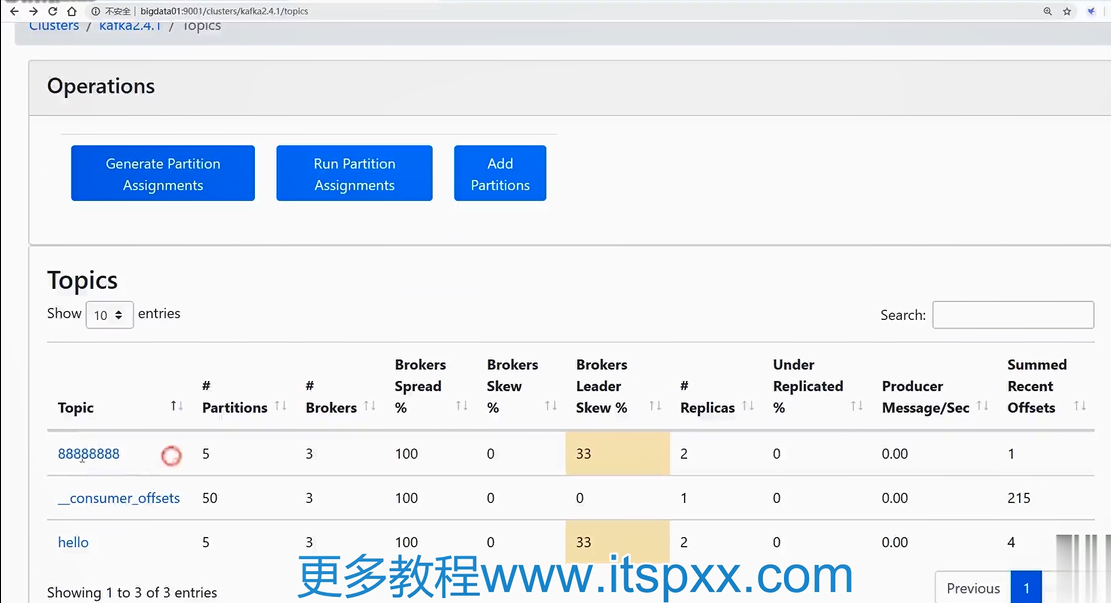 不安全 | bigdata01:9001/clusters/kafka2.4.1/topics
Clusters / kafka2.4.1 / Topics
Operations
Generate Partition Assignments
Run Partition Assignments
Add Partitions
Topics
Show 10 entries
Search:
Topic # Partitions # Brokers Brokers Spread % Brokers Skew % Brokers Leader Skew % # Replicas Under Replicated % Producer Message/Sec Summed Recent Offsets
88888888 5 3 100 0 33 2 0 0.00 1
__consumer_offsets 50 3 100 0 0 1 0 0.00 215
hello 5 3 100 0 33 2 0 0.00 4
更多教程www.itspxx.com
Showing 1 to 3 of 3 entries
Previous 1